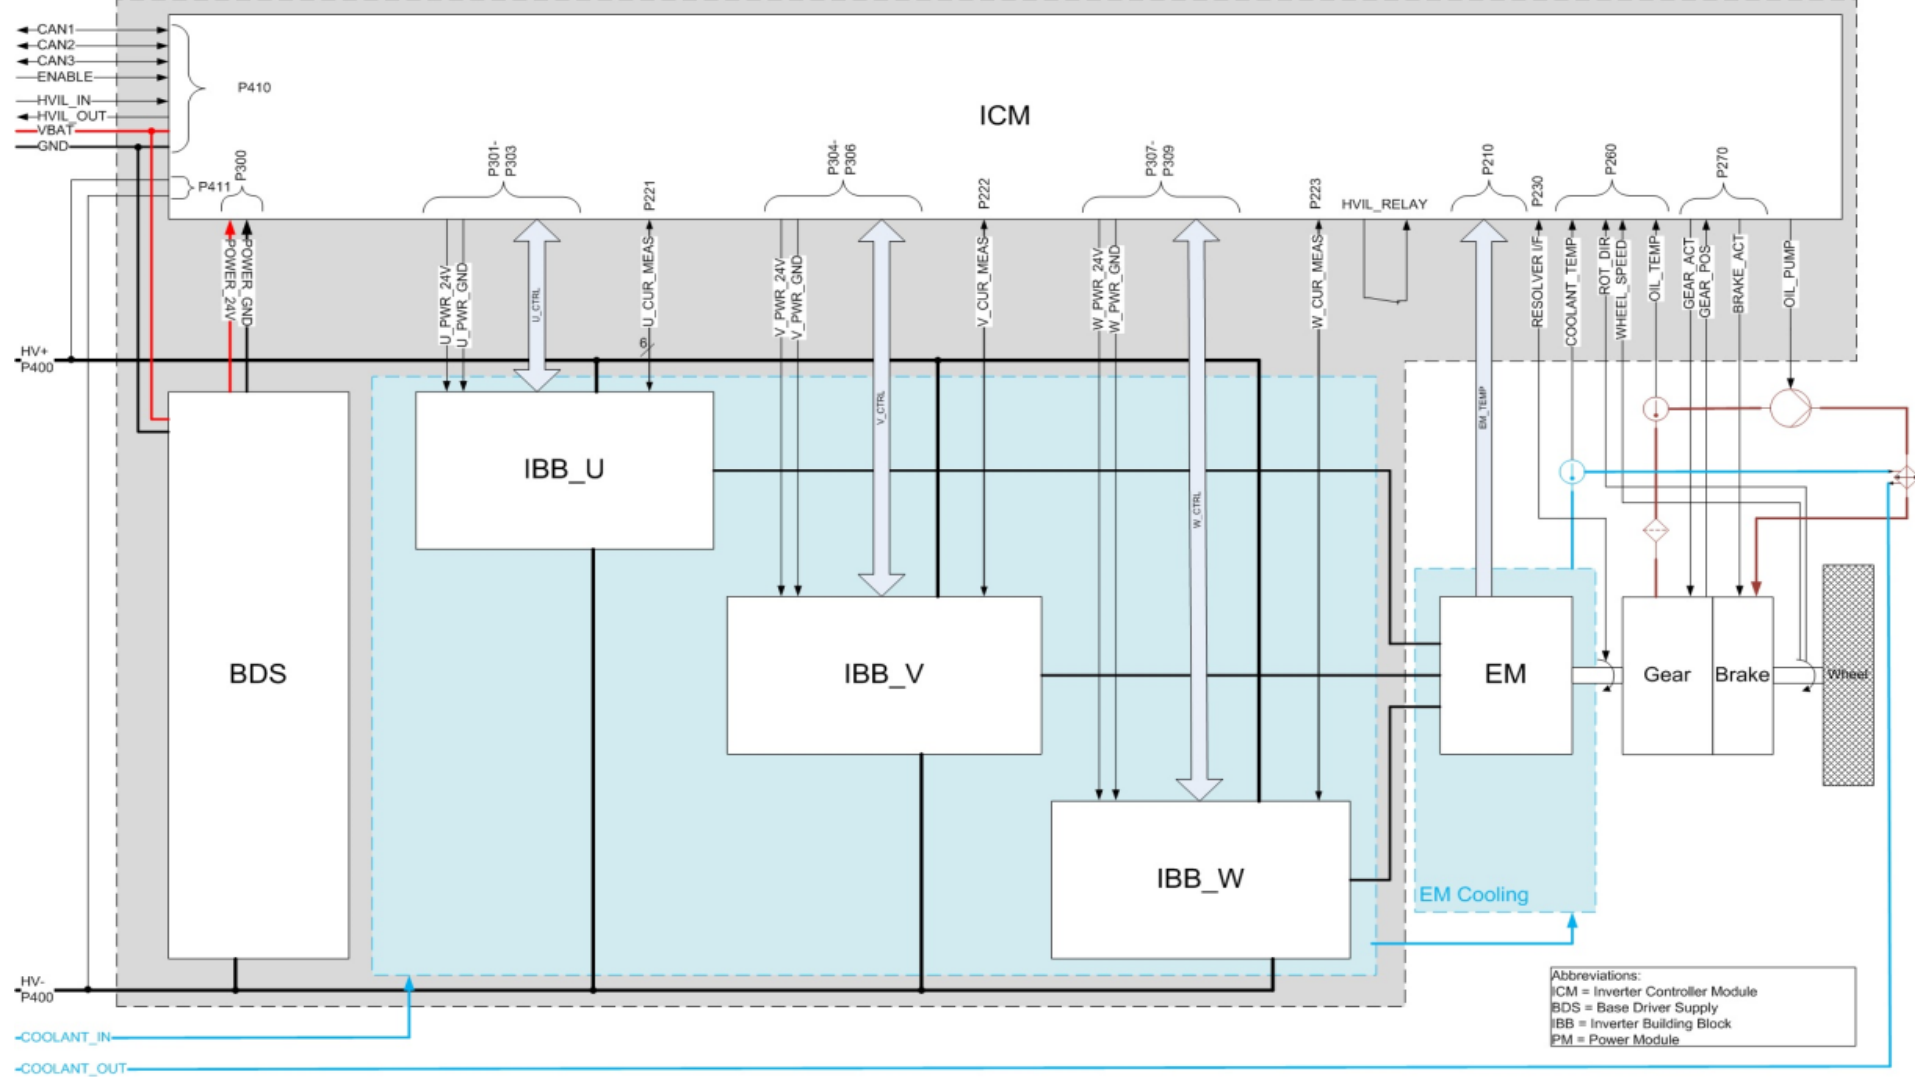 CAN1
CAN2
CAN3
ENABLE
HVIL_IN
HVIL_OUT
VBAT
GND
P410
P411
P300
ICM
P301-
P303
P221
P304-
P306
P222
P307-
P309
P223
HVIL_RELAY
P210
P230
P260
P270
POWER_24V
POWER_GND
U_PWR_24V
U_PWR_GND
U_CTRL
U_CUR_MEAS
6
V_PWR_24V
V_PWR_GND
V_CTRL
V_CUR_MEAS
W_PWR_24V
W_PWR_GND
W_CTRL
W_CUR_MEAS
EM_TEMP
RESOLVER I/F
COOLANT_TEMP
ROT_DIR
WHEEL_SPEED
OIL_TEMP
GEAR_ACT
GEAR_POS
BRAKE_ACT
OIL_PUMP
HV+
P400
IBB_U
BDS
IBB_V
EM
Gear
Brake
Wheel
IBB_W
EM Cooling
HV-
P400
COOLANT_IN
COOLANT_OUT
Abbreviations:
ICM = Inverter Controller Module
BDS = Base Driver Supply
IBB = Inverter Building Block
PM = Power Module